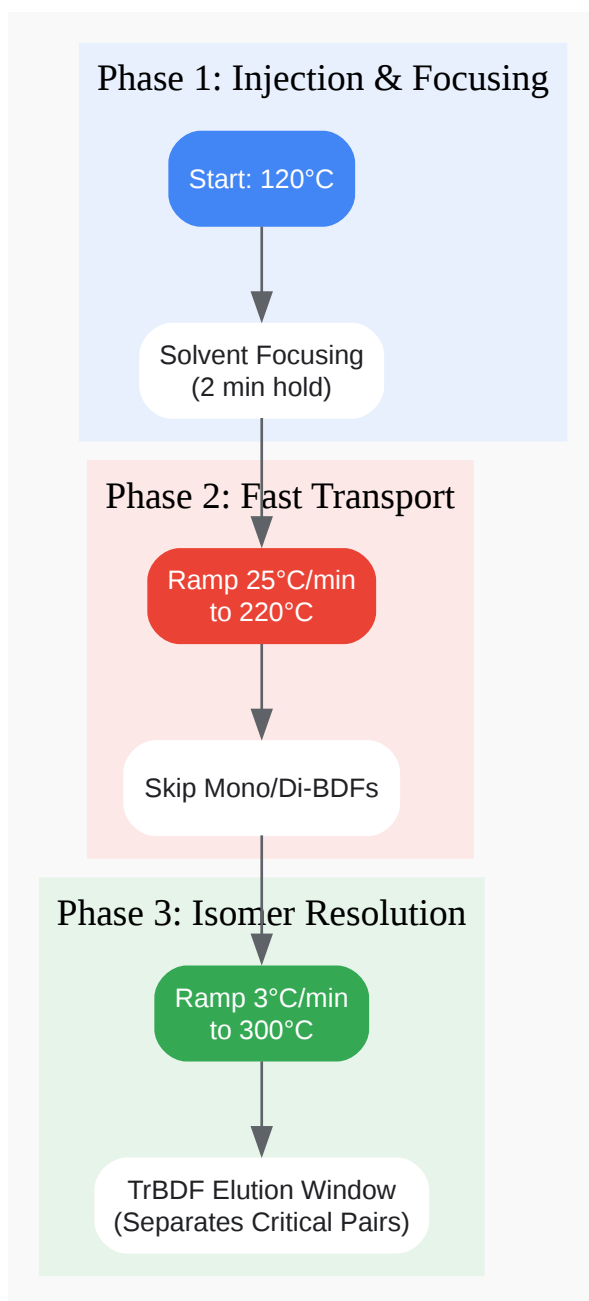 Phase 1: Injection & Focusing
Start: 120°C
Solvent Focusing
(2 min hold)
Phase 2: Fast Transport
Ramp 25°C/min
to 220°C
Skip Mono/Di-BDFs
Phase 3: Isomer Resolution
Ramp 3°C/min
to 300°C
TrBDF Elution Window
(Separates Critical Pairs)